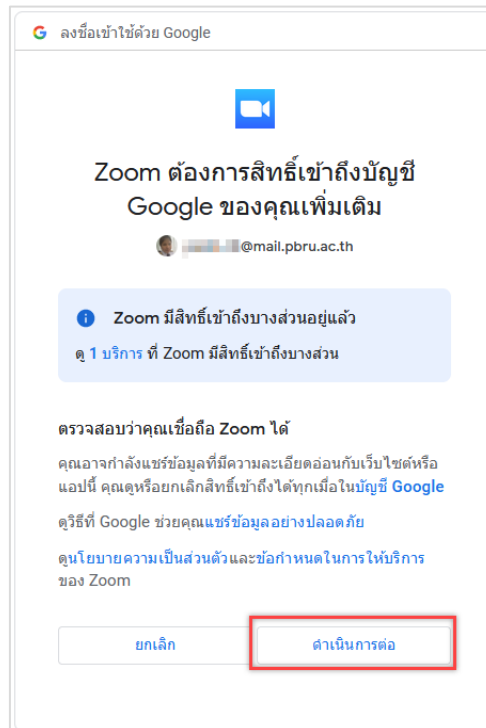 ลงชื่อเข้าใช้ด้วย Google
Zoom ต้องการสิทธิ์เข้าถึงบัญชี
Google ของคุณเพิ่มเติม
@mail.pbru.ac.th
Zoom มีสิทธิ์เข้าถึงบางส่วนอยู่แล้ว
ดู 1 บริการ ที่ Zoom มีสิทธิ์เข้าถึงบางส่วน
ตรวจสอบว่าคุณเชื่อถือ Zoom ได้
คุณอาจกำลังแชร์ข้อมูลที่มีความละเอียดอ่อนกับเว็บไซต์หรือ
แอปนี้ คุณดูหรือยกเลิกสิทธิ์เข้าถึงได้ทุกเมื่อในบัญชี Google
ดูวิธีที่ Google ช่วยคุณแชร์ข้อมูลอย่างปลอดภัย
ดูนโยบายความเป็นส่วนตัวและข้อกำหนดในการให้บริการ
ของ Zoom
ยกเลิก
ดำเนินการต่อ